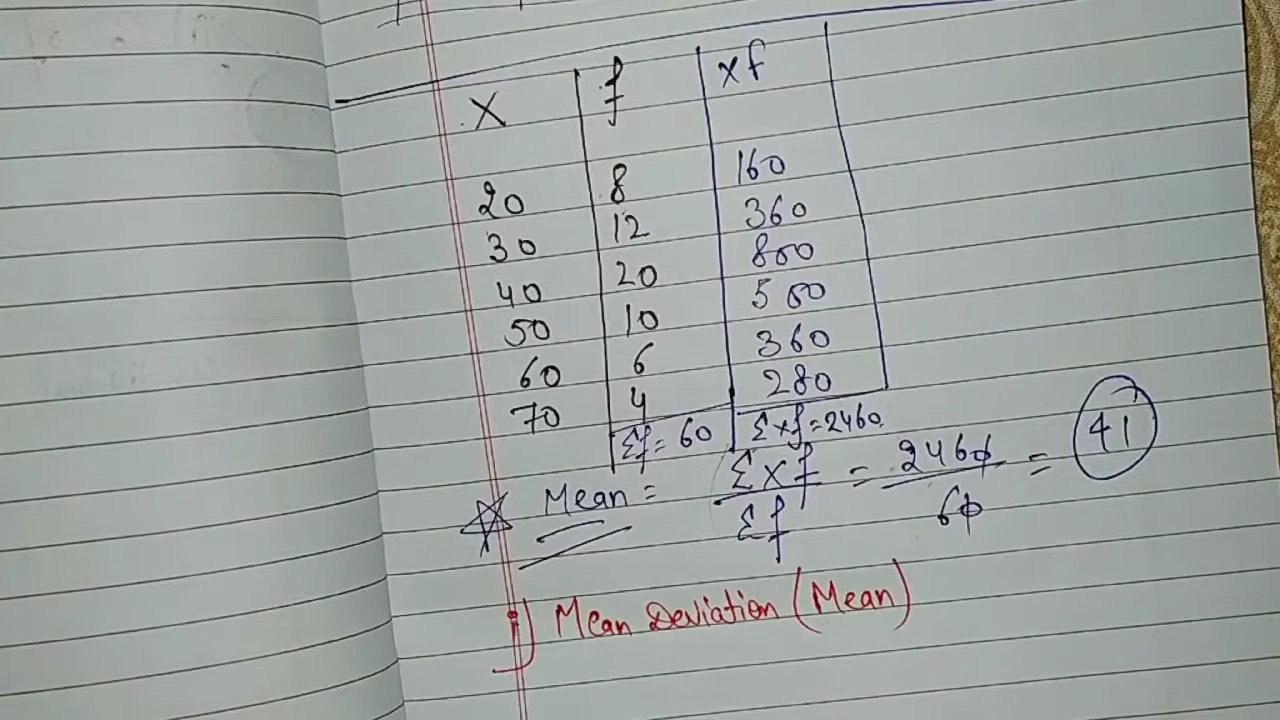 X f xf
20 8 160
30 12 360
40 20 800
50 10 500
60 6 360
70 4 280
Σf = 60 Σxf = 2460
Mean = Σxf / Σf = 2460 / 60 = 41
i) Mean Deviation (Mean)